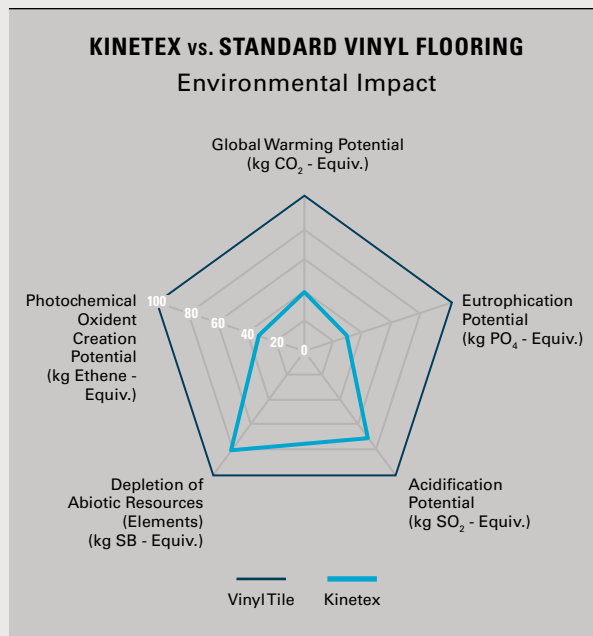 KINETEX vs. STANDARD VINYL FLOORING
Environmental Impact
Global Warming Potential
(kg CO₂ - Equiv.)
Photochemical
Oxident
Creation
Potential
(kg Ethene -
Equiv.)
100
80
60
40
20
0
Eutrophication
Potential
(kg PO₄ - Equiv.)
Depletion of
Abiotic Resources
(Elements)
(kg SB - Equiv.)
Acidification
Potential
(kg SO₂ - Equiv.)
Vinyl Tile
Kinetex